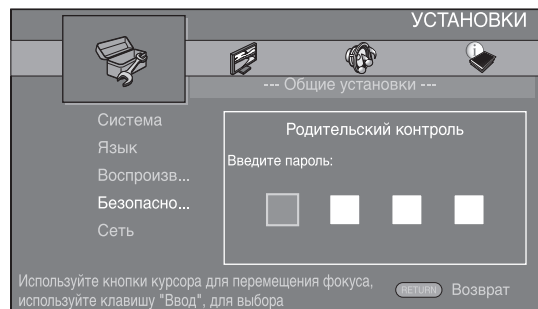 УСТАНОВКИ
--- Общие установки ---
Система
Язык
Воспроизв...
Безопасно...
Сеть
Родительский контроль
Введите пароль:
Используйте кнопки курсора для перемещения фокуса,
используйте клавишу "Ввод", для выбора
RETURN Возврат